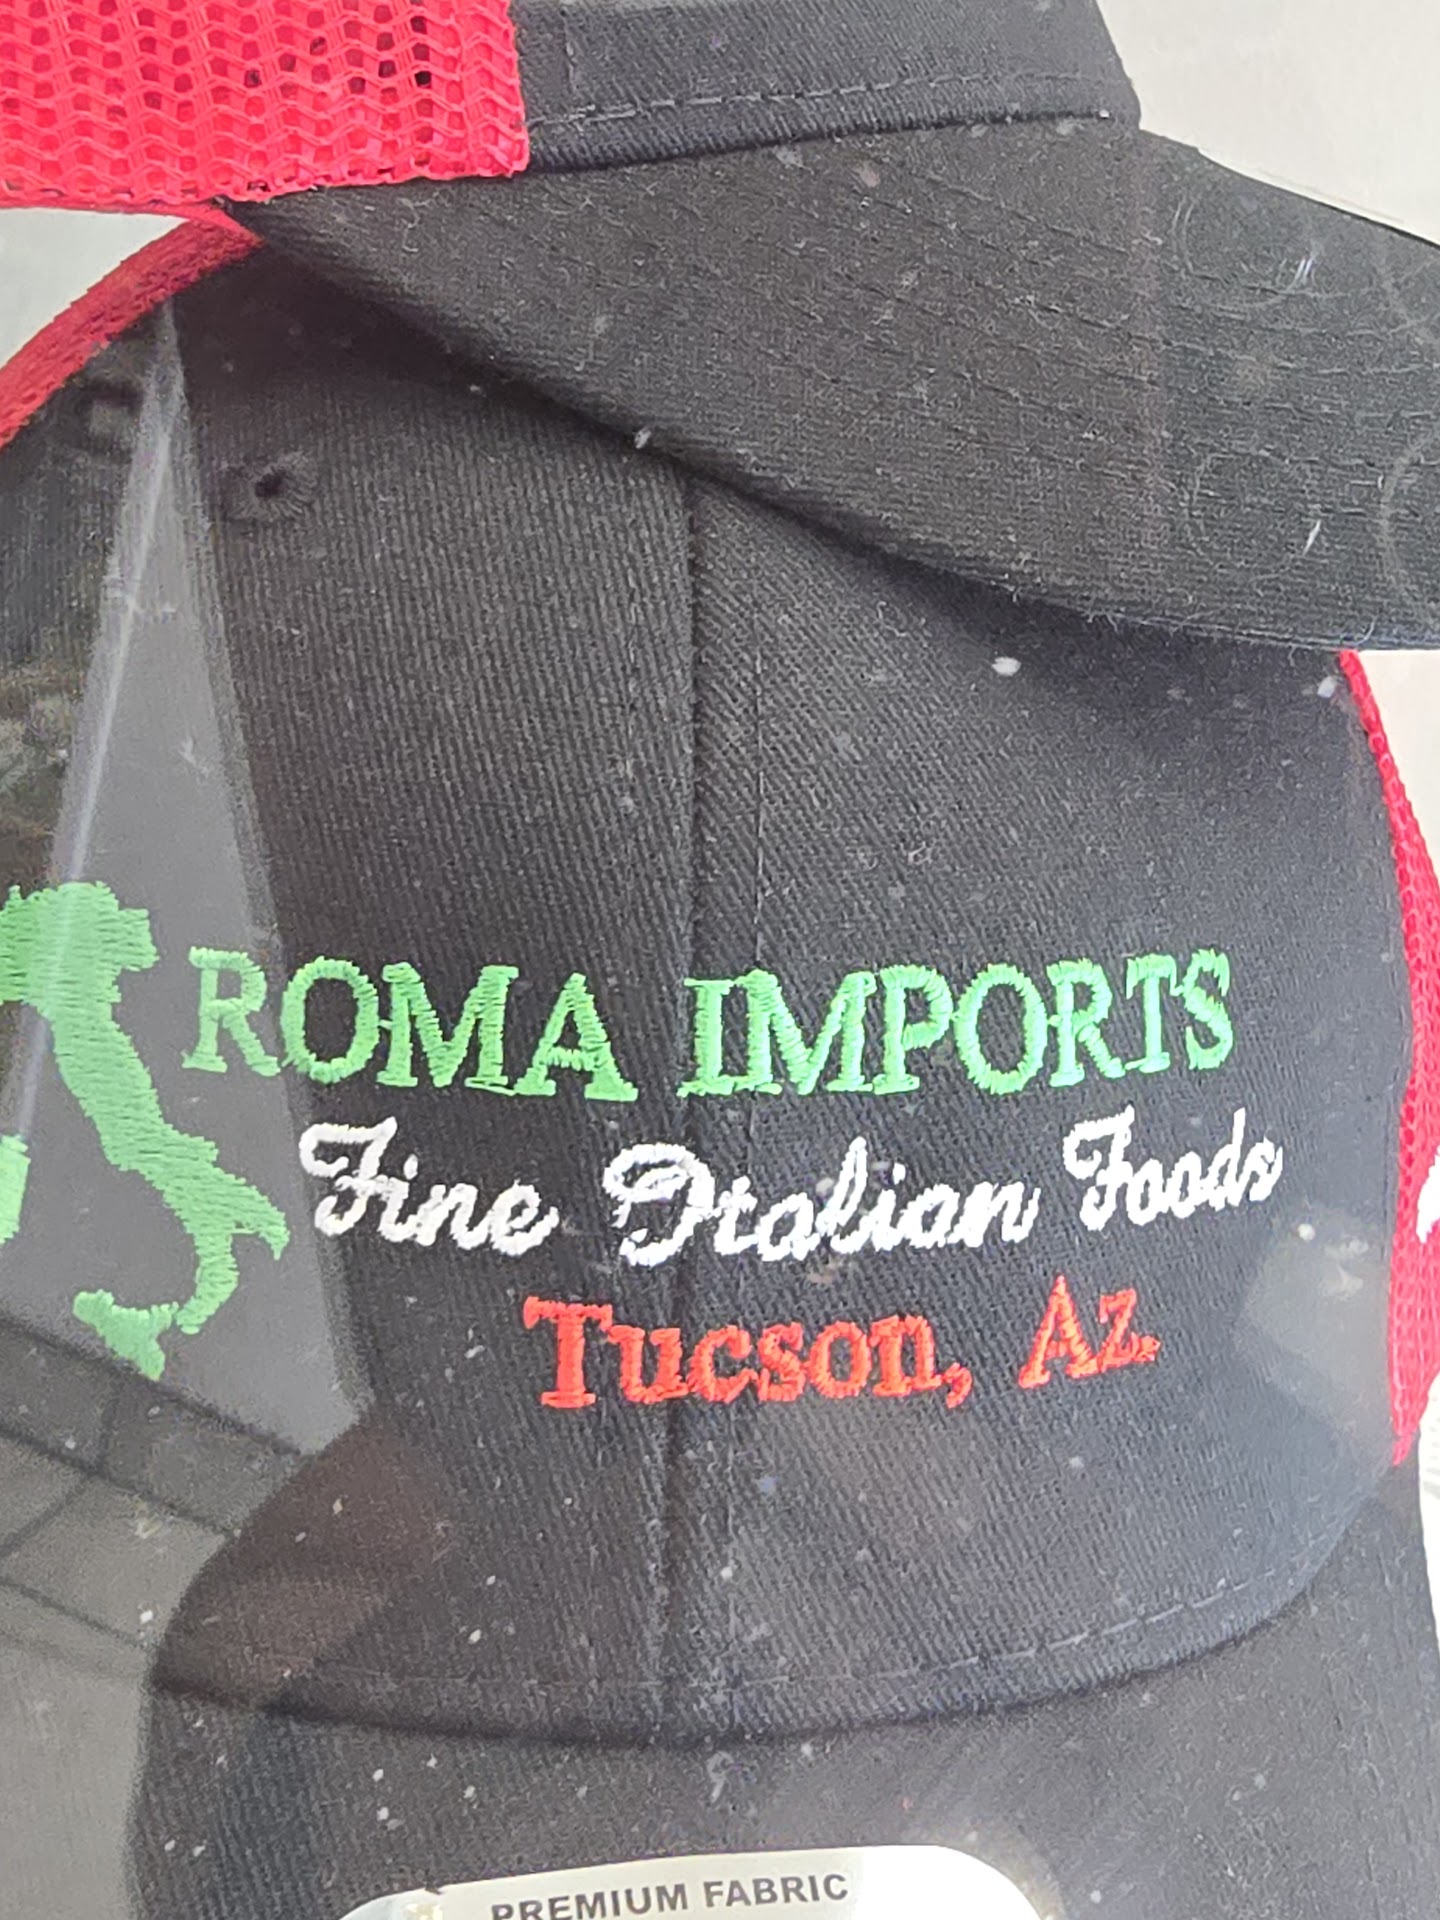 ROMA IMPORTS
Fine Italian Foods
Tucson, Az.
PREMIUM FABRIC